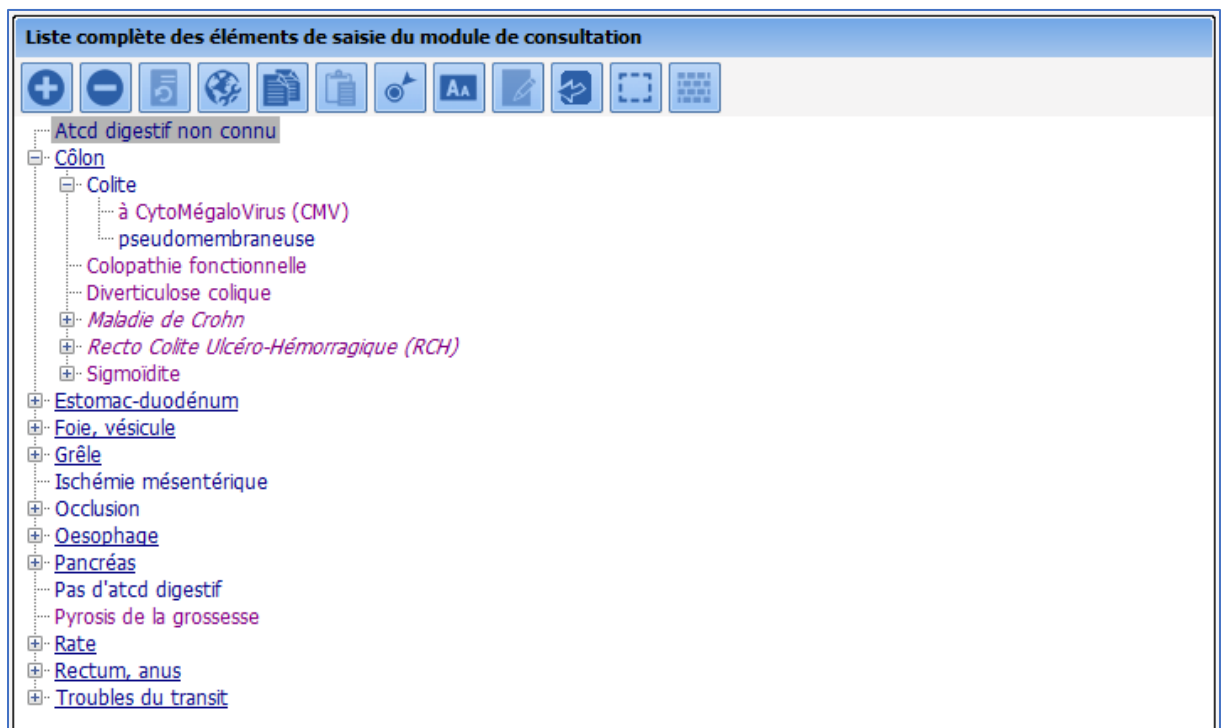 Liste complète des éléments de saisie du module de consultation
AA
Atcd digestif non connu
Côlon
Colite
à CytoMégaloVirus (CMV)
pseudomembraneuse
Colopathie fonctionnelle
Diverticulose colique
Maladie de Crohn
Recto Colite Ulcéro-Hémorragique (RCH)
Sigmoïdite
Estomac-duodénum
Foie, vésicule
Grêle
Ischémie mésentérique
Occlusion
Oesophage
Pancréas
Pas d'atcd digestif
Pyrosis de la grossesse
Rate
Rectum, anus
Troubles du transit